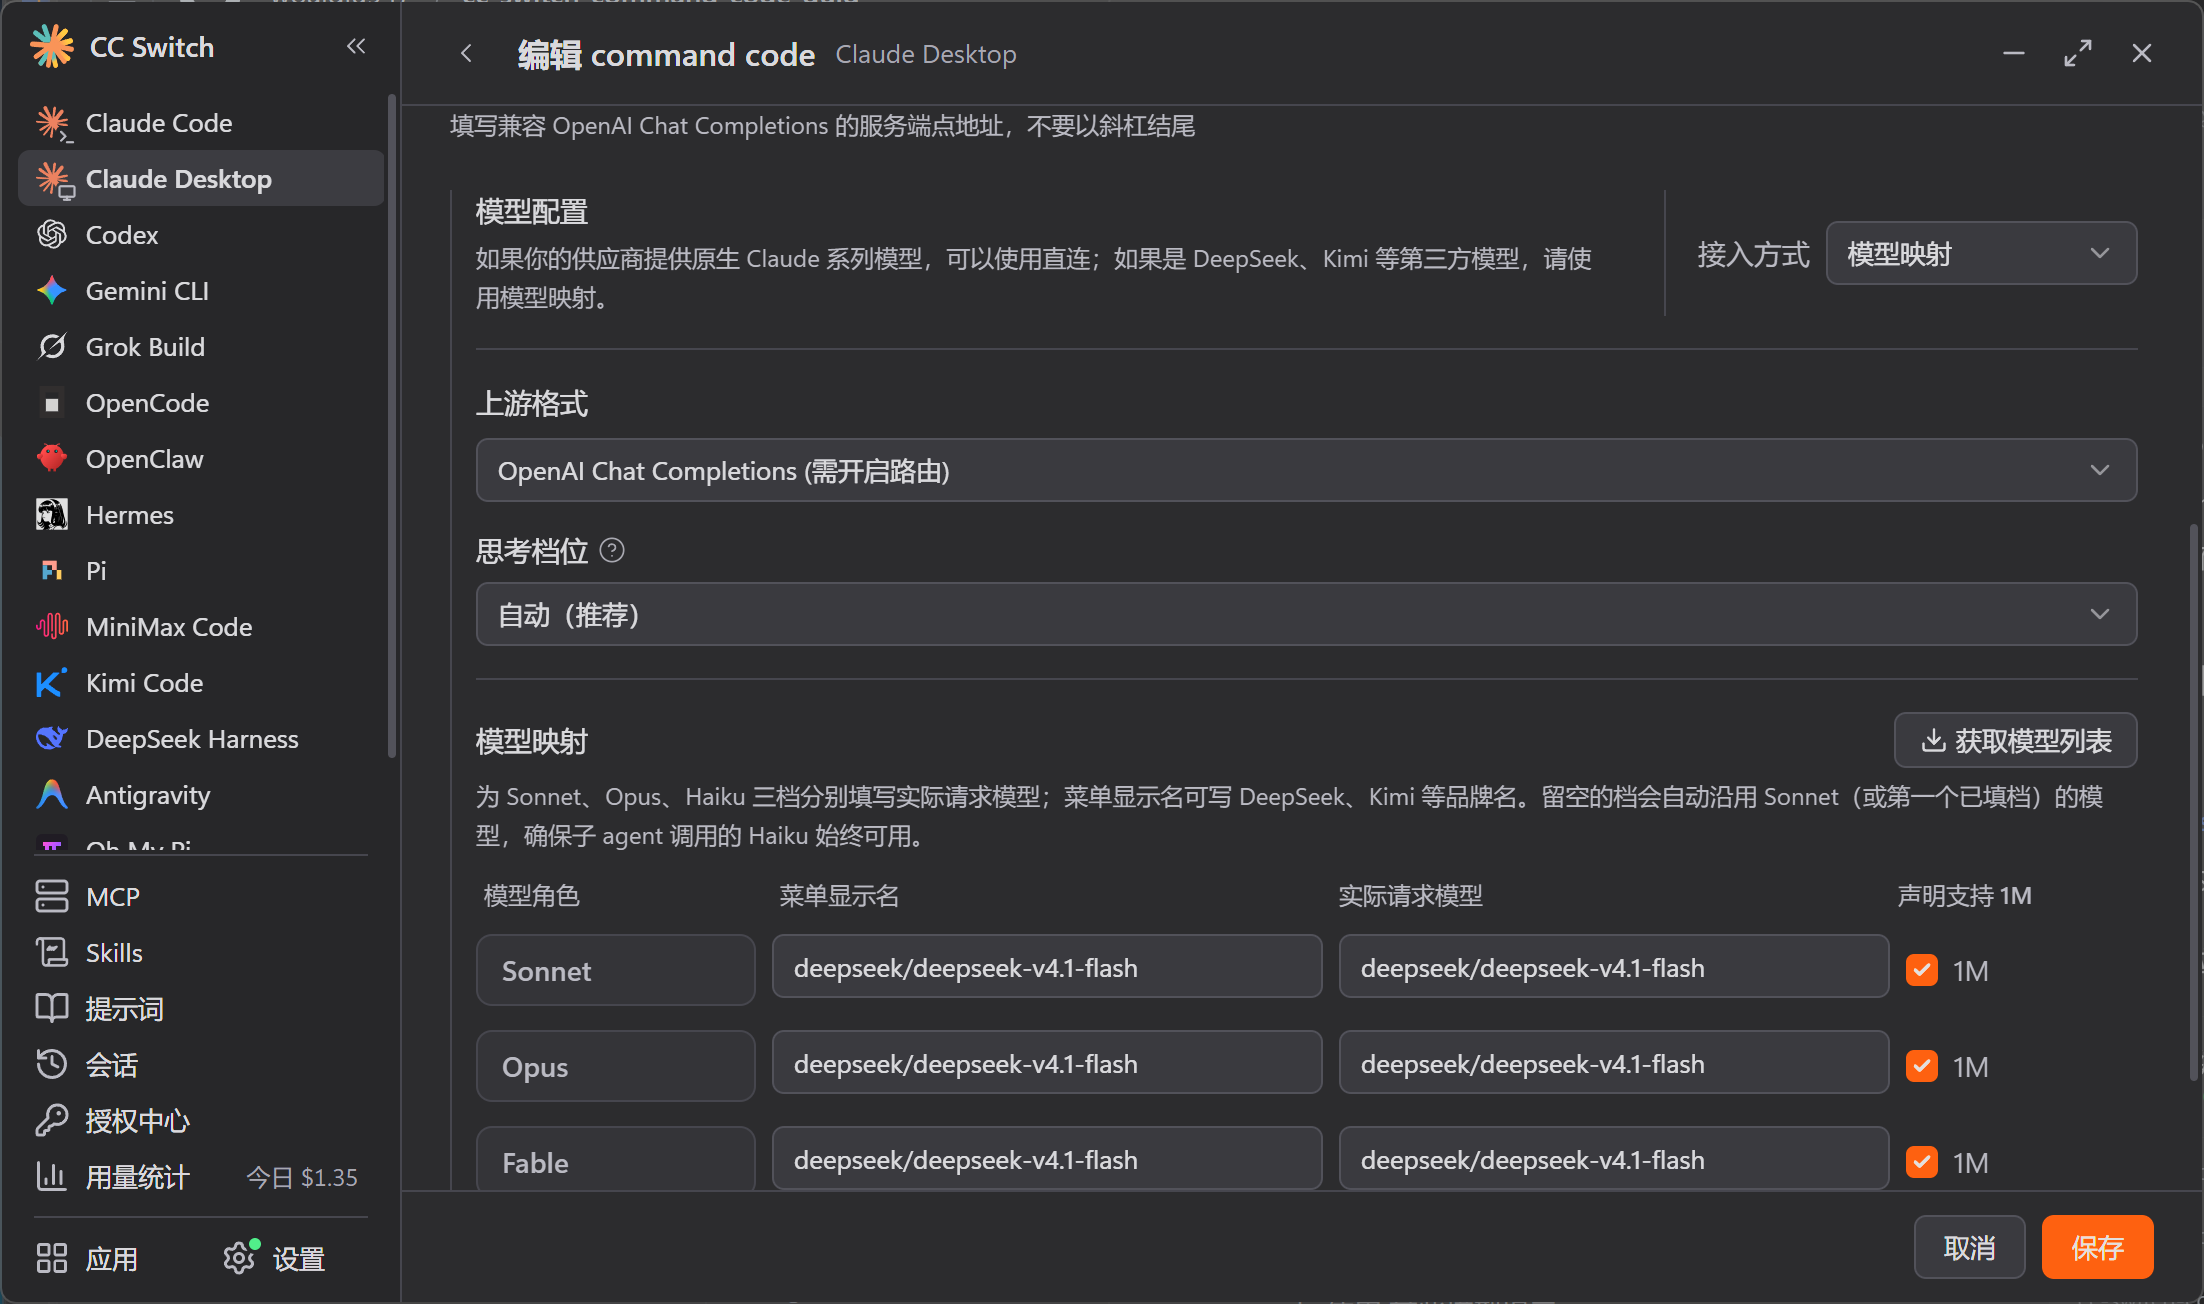 CC Switch
Claude Code
Claude Desktop
Codex
Gemini CLI
Grok Build
OpenCode
OpenClaw
Hermes
Pi
MiniMax Code
Kimi Code
DeepSeek Harness
Antigravity
Oh My Pi
MCP
Skills
提示词
会话
授权中心
用量统计 今日 $1.35
应用 设置
编辑 command code Claude Desktop
填写兼容 OpenAI Chat Completions 的服务端点地址，不要以斜杠结尾
模型配置
如果你的供应商提供原生 Claude 系列模型，可以使用直连；如果是 DeepSeek、Kimi 等第三方模型，请使
用模型映射。
接入方式 模型映射
上游格式
OpenAI Chat Completions (需开启路由)
思考档位
自动（推荐）
模型映射
获取模型列表
为 Sonnet、Opus、Haiku 三档分别填写实际请求模型；菜单显示名可写 DeepSeek、Kimi 等品牌名。留空的档会自动沿用 Sonnet（或第一个已填档）的模
型，确保子 agent 调用的 Haiku 始终可用。
模型角色 菜单显示名 实际请求模型 声明支持 1M
Sonnet deepseek/deepseek-v4.1-flash deepseek/deepseek-v4.1-flash 1M
Opus deepseek/deepseek-v4.1-flash deepseek/deepseek-v4.1-flash 1M
Fable deepseek/deepseek-v4.1-flash deepseek/deepseek-v4.1-flash 1M
取消 保存